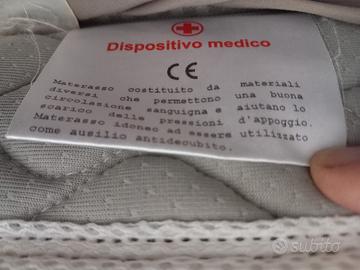 Dispositivo medico
CE
Materasso costituito da materiali
diversi che permettono una buona
circolazione sanguigna e aiutano lo
scarico delle pressioni d'appoggio.
Materasso idoneo ad essere utilizzato
come Ausilio Antidecubito.
subito